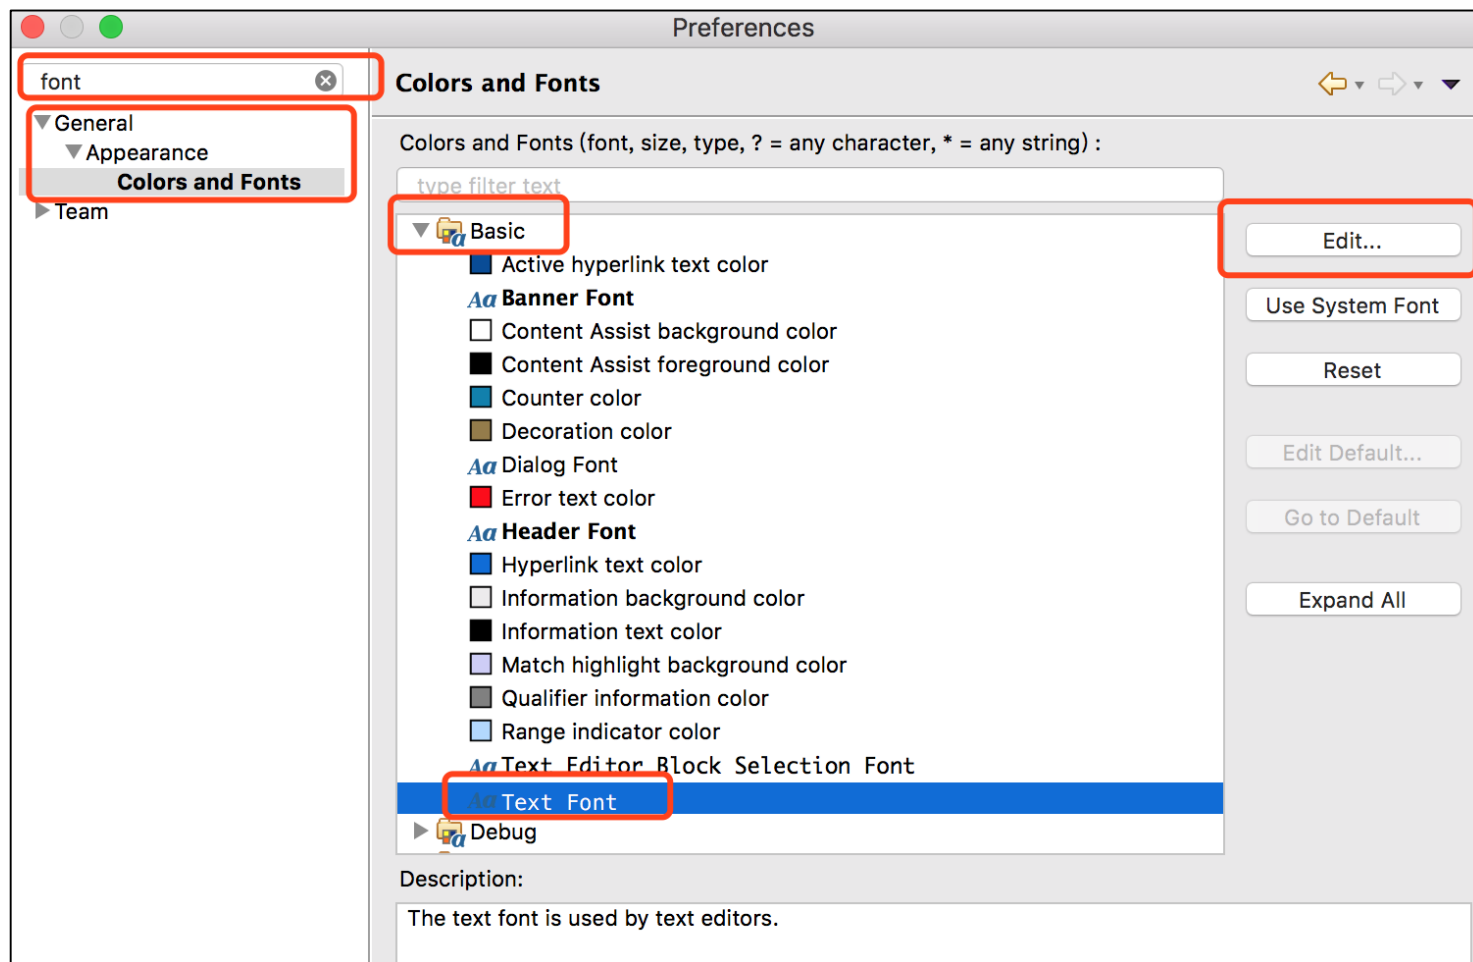 Preferences
font
General
Appearance
Colors and Fonts
Team
Colors and Fonts
Colors and Fonts (font, size, type, ? = any character, * = any string) :
type filter text
Basic
Active hyperlink text color
Aa Banner Font
Content Assist background color
Content Assist foreground color
Counter color
Decoration color
Aa Dialog Font
Error text color
Aa Header Font
Hyperlink text color
Information background color
Information text color
Match highlight background color
Qualifier information color
Range indicator color
Aa Text Editor Block Selection Font
Aa Text Font
Debug
Edit...
Use System Font
Reset
Edit Default...
Go to Default
Expand All
Description:
The text font is used by text editors.